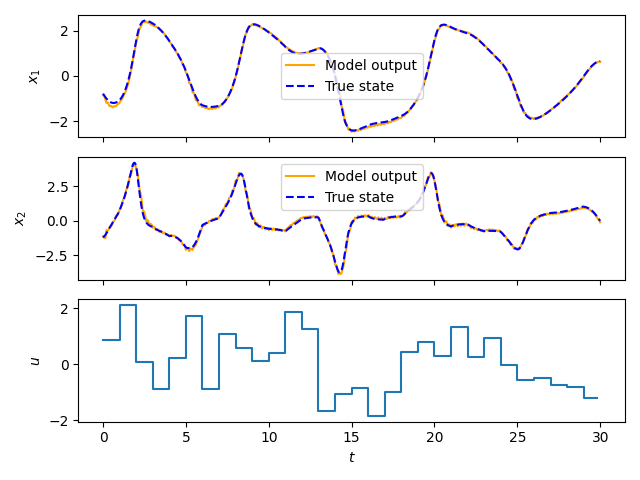 2
0
−2
x₁
Model output
True state
2.5
0.0
−2.5
x₂
Model output
True state
2
0
−2
u
0 5 10 15 20 25 30
t